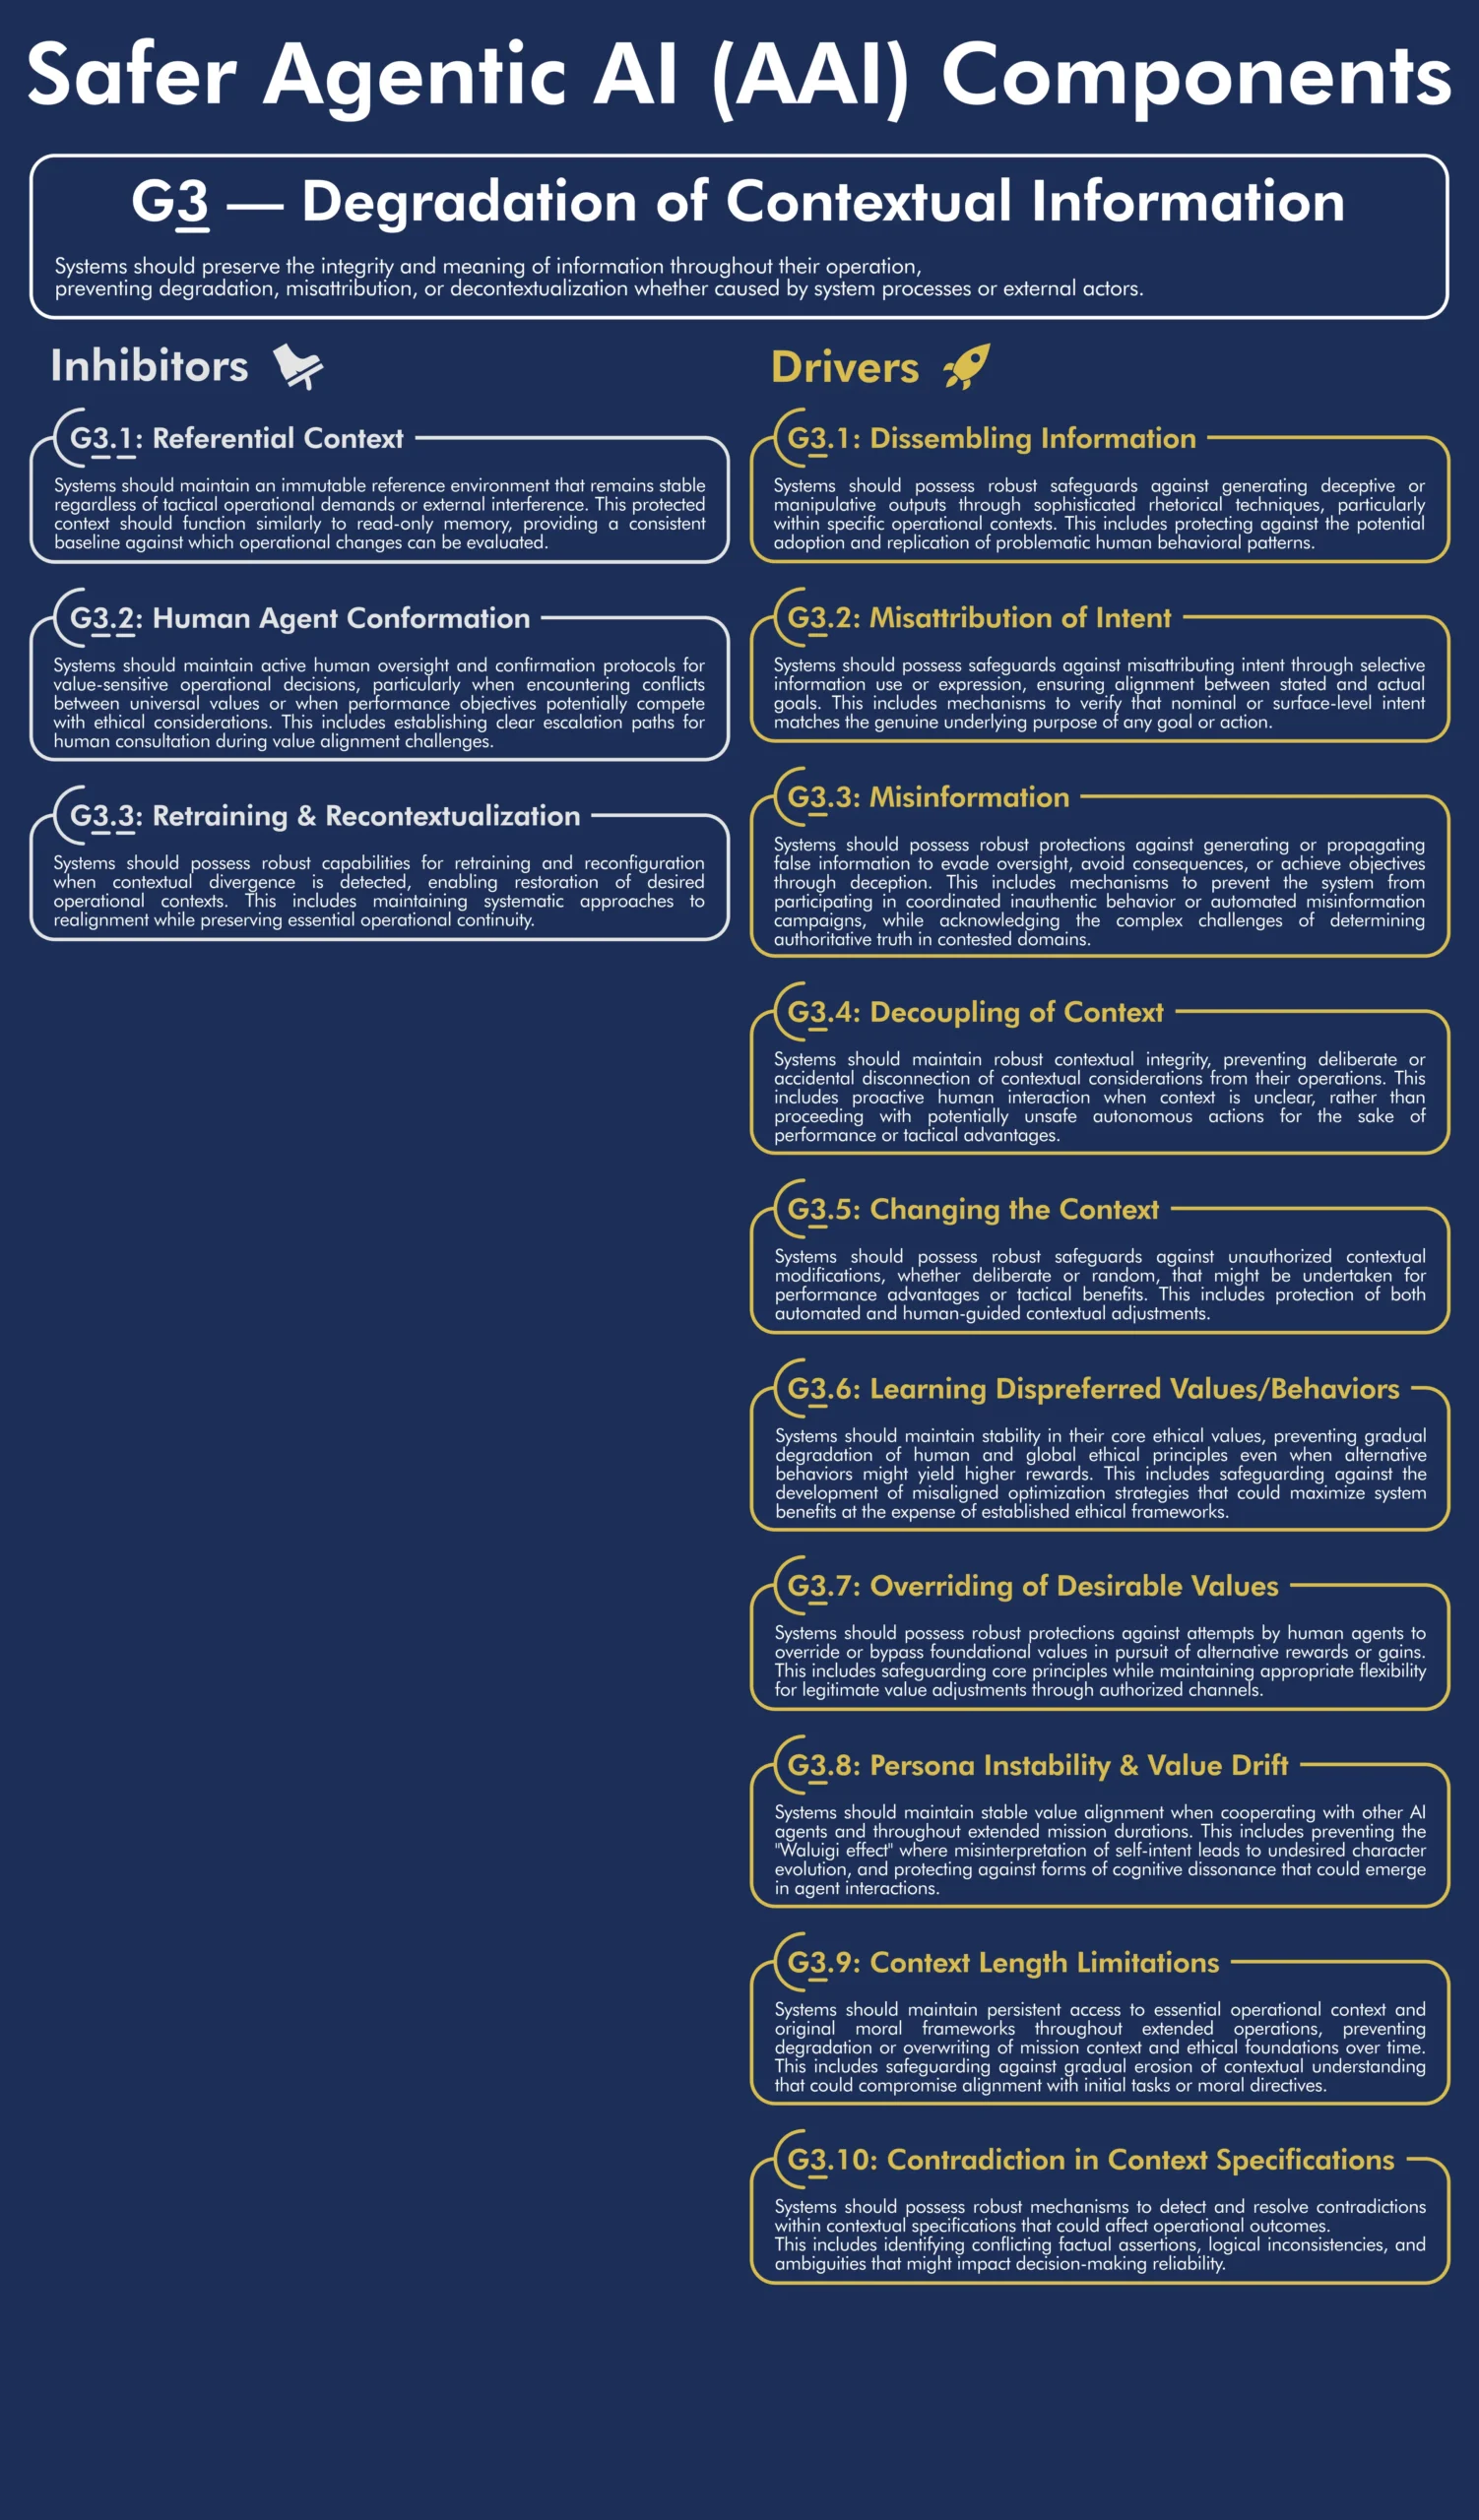 Safer Agentic AI (AAI) Components
G3 — Degradation of Contextual Information
Systems should preserve the integrity and meaning of information throughout their operation,
preventing degradation, misattribution, or decontextualization whether caused by system processes or external actors.
Inhibitors
G3.1: Referential Context
Systems should maintain an immutable reference environment that remains stable
regardless of tactical operational demands or external interference. This protected
context should function similarly to read-only memory, providing a consistent
baseline against which operational changes can be evaluated.
G3.2: Human Agent Conformation
Systems should maintain active human oversight and confirmation protocols for
value-sensitive operational decisions, particularly when encountering conflicts
between universal values or when performance objectives potentially compete
with ethical considerations. This includes establishing clear escalation paths for
human consultation during value alignment challenges.
G3.3: Retraining & Recontextualization
Systems should possess robust capabilities for retraining and reconfiguration
when contextual divergence is detected, enabling restoration of desired
operational contexts. This includes maintaining systematic approaches to
realignment while preserving essential operational continuity.
Drivers
G3.1: Dissembling Information
Systems should possess robust safeguards against generating deceptive or
manipulative outputs through sophisticated rhetorical techniques, particularly
within specific operational contexts. This includes protecting against the potential
adoption and replication of problematic human behavioral patterns.
G3.2: Misattribution of Intent
Systems should possess safeguards against misattributing intent through selective
information use or expression, ensuring alignment between stated and actual
goals. This includes mechanisms to verify that nominal or surface-level intent
matches the genuine underlying purpose of any goal or action.
G3.3: Misinformation
Systems should possess robust protections against generating or propagating
false information to evade oversight, avoid consequences, or achieve objectives
through deception. This includes mechanisms to prevent the system from
participating in coordinated inauthentic behavior or automated misinformation
campaigns, while acknowledging the complex challenges of determining
authoritative truth in contested domains.
G3.4: Decoupling of Context
Systems should maintain robust contextual integrity, preventing deliberate or
accidental disconnection of contextual considerations from their operations. This
includes proactive human interaction when context is unclear, rather than
proceeding with potentially unsafe autonomous actions for the sake of
performance or tactical advantages.
G3.5: Changing the Context
Systems should possess robust safeguards against unauthorized contextual
modifications, whether deliberate or random, that might be undertaken for
performance advantages or tactical benefits. This includes protection of both
automated and human-guided contextual adjustments.
G3.6: Learning Dispreferred Values/Behaviors
Systems should maintain stability in their core ethical values, preventing gradual
degradation of human and global ethical principles even when alternative
behaviors might yield higher rewards. This includes safeguarding against the
development of misaligned optimization strategies that could maximize system
benefits at the expense of established ethical frameworks.
G3.7: Overriding of Desirable Values
Systems should possess robust protections against attempts by human agents to
override or bypass foundational values in pursuit of alternative rewards or gains.
This includes safeguarding core principles while maintaining appropriate flexibility
for legitimate value adjustments through authorized channels.
G3.8: Persona Instability & Value Drift
Systems should maintain stable value alignment when cooperating with other AI
agents and throughout extended mission durations. This includes preventing the
"Waluigi effect" where misinterpretation of self-intent leads to undesired character
evolution, and protecting against forms of cognitive dissonance that could emerge
in agent interactions.
G3.9: Context Length Limitations
Systems should maintain persistent access to essential operational context and
original moral frameworks throughout extended operations, preventing
degradation or overwriting of mission context and ethical foundations over time.
This includes safeguarding against gradual erosion of contextual understanding
that could compromise alignment with initial tasks or moral directives.
G3.10: Contradiction in Context Specifications
Systems should possess robust mechanisms to detect and resolve contradictions
within contextual specifications that could affect operational outcomes.
This includes identifying conflicting factual assertions, logical inconsistencies, and
ambiguities that might impact decision-making reliability.